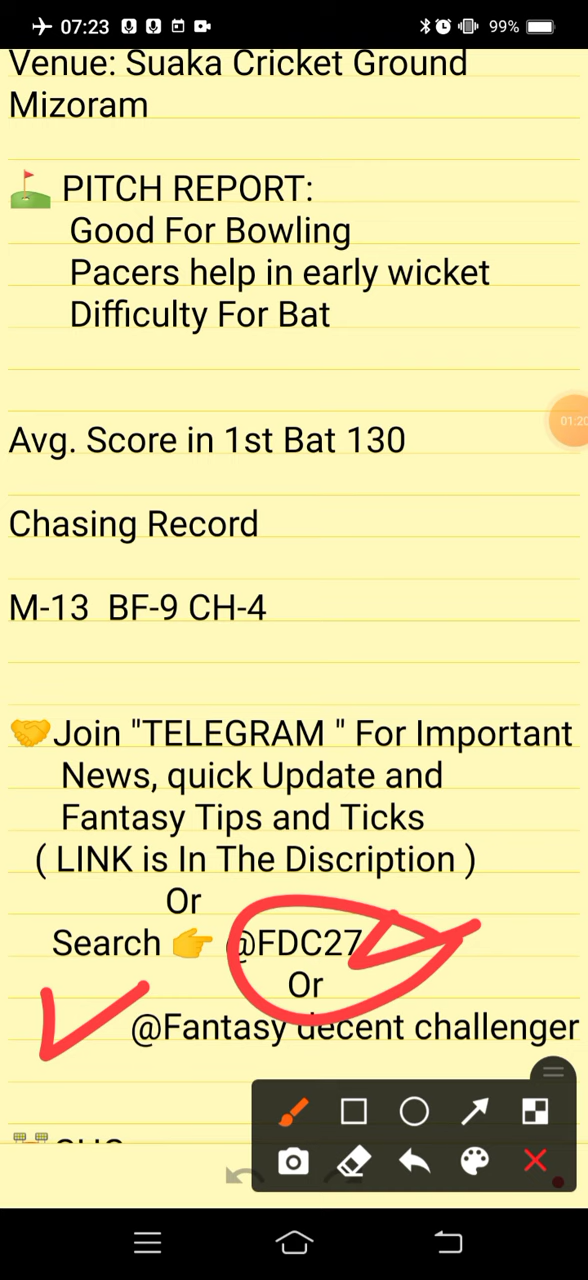 07:23
99%
Venue: Suaka Cricket Ground
Mizoram
PITCH REPORT:
Good For Bowling
Pacers help in early wicket
Difficulty For Bat
01:20
Avg. Score in 1st Bat 130
Chasing Record
M-13 BF-9 CH-4
Join "TELEGRAM " For Important
News, quick Update and
Fantasy Tips and Ticks
( LINK is In The Discription )
Or
Search 👉 @FDC27
Or
@Fantasy decent challenger